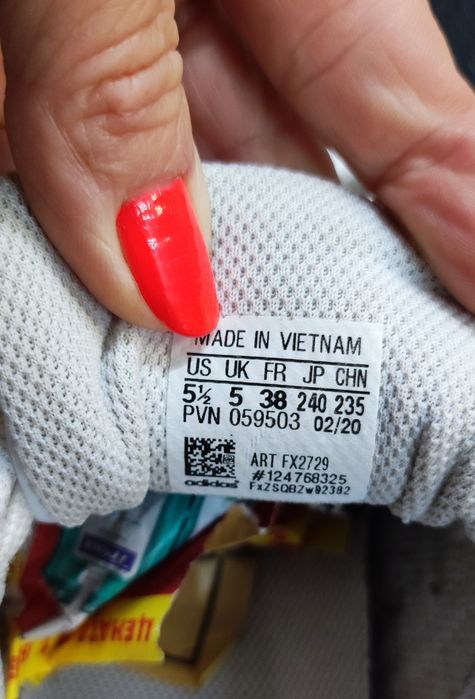 MADE IN VIETNAM
US UK FR JP CHN
5½ 5 38 240 235
PVN 059503 02/20
ART FX2729
#124768325
adidas FxZSQBZw02382
ЦЕНАТА